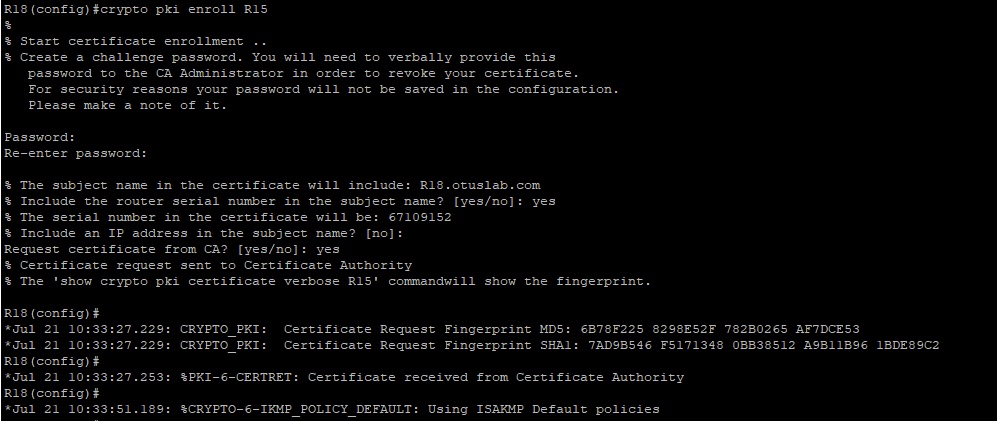 R18(config)#crypto pki enroll R15
%
% Start certificate enrollment ..
% Create a challenge password. You will need to verbally provide this
password to the CA Administrator in order to revoke your certificate.
For security reasons your password will not be saved in the configuration.
Please make a note of it.
Password:
Re-enter password:
% The subject name in the certificate will include: R18.otuslab.com
% Include the router serial number in the subject name? [yes/no]: yes
% The serial number in the certificate will be: 67109152
% Include an IP address in the subject name? [no]:
Request certificate from CA? [yes/no]: yes
% Certificate request sent to Certificate Authority
% The 'show crypto pki certificate verbose R15' commandwill show the fingerprint.
R18(config)#
*Jul 21 10:33:27.229: CRYPTO_PKI:  Certificate Request Fingerprint MD5: 6B78F225 8298E52F 782B0265 AF7DCE53
*Jul 21 10:33:27.229: CRYPTO_PKI:  Certificate Request Fingerprint SHA1: 7AD9B546 F5171348 0BB38512 A9B11B96 1BDE89C2
R18(config)#
*Jul 21 10:33:27.253: %PKI-6-CERTRET: Certificate received from Certificate Authority
R18(config)#
*Jul 21 10:33:51.189: %CRYPTO-6-IKMP_POLICY_DEFAULT: Using ISAKMP Default policies